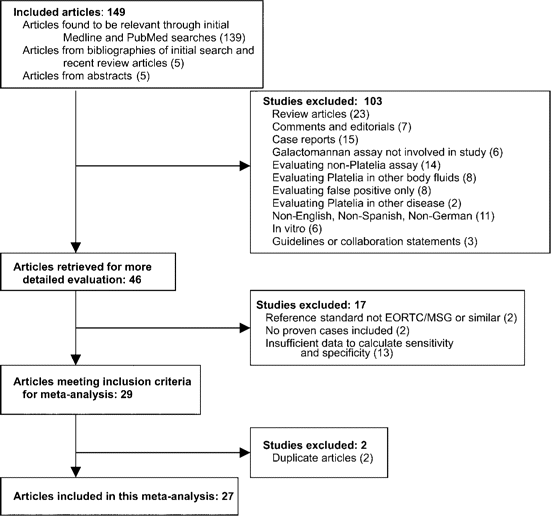 Included articles: 149
Articles found to be relevant through initial
Medline and PubMed searches (139)
Articles from bibliographies of initial search and
recent review articles (5)
Articles from abstracts (5)
Studies excluded: 103
Review articles (23)
Comments and editorials (7)
Case reports (15)
Galactomannan assay not involved in study (6)
Evaluating non-Platelia assay (14)
Evaluating Platelia in other body fluids (8)
Evaluating false positive only (8)
Evaluating Platelia in other disease (2)
Non-English, Non-Spanish, Non-German (11)
In vitro (6)
Guidelines or collaboration statements (3)
Articles retrieved for more
detailed evaluation: 46
Studies excluded: 17
Reference standard not EORTC/MSG or similar (2)
No proven cases included (2)
Insufficient data to calculate sensitivity
and specificity (13)
Articles meeting inclusion criteria
for meta-analysis: 29
Studies excluded: 2
Duplicate articles (2)
Articles included in this meta-analysis: 27